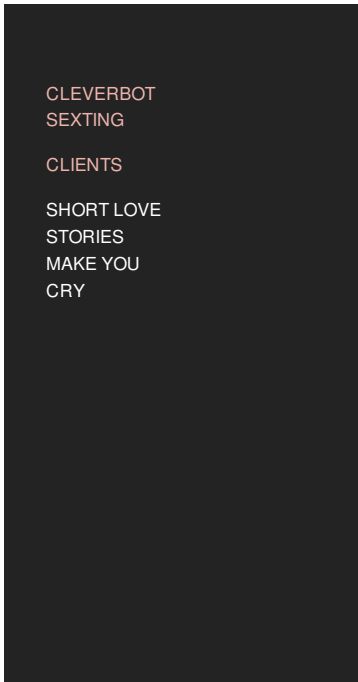 CLEVERBOT
SEXTING
CLIENTS
SHORT LOVE
STORIES
MAKE YOU
CRY